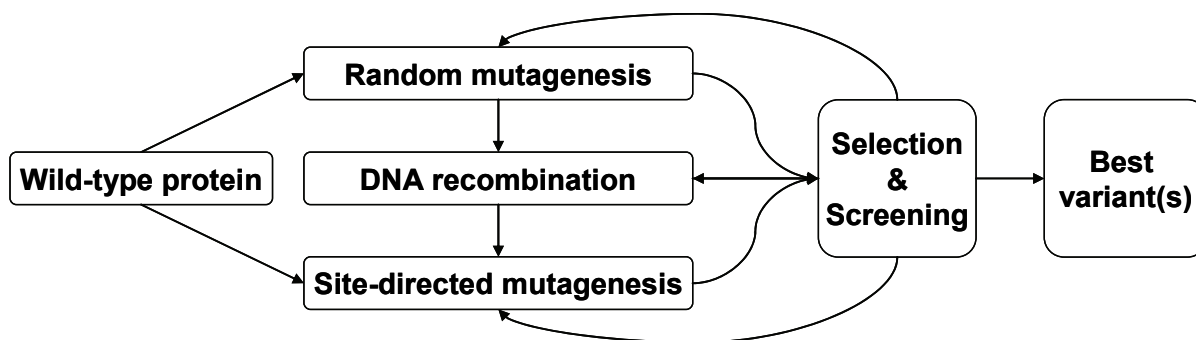 Random mutagenesis
Wild-type protein
DNA recombination
Site-directed mutagenesis
Selection
&
Screening
Best
variant(s)